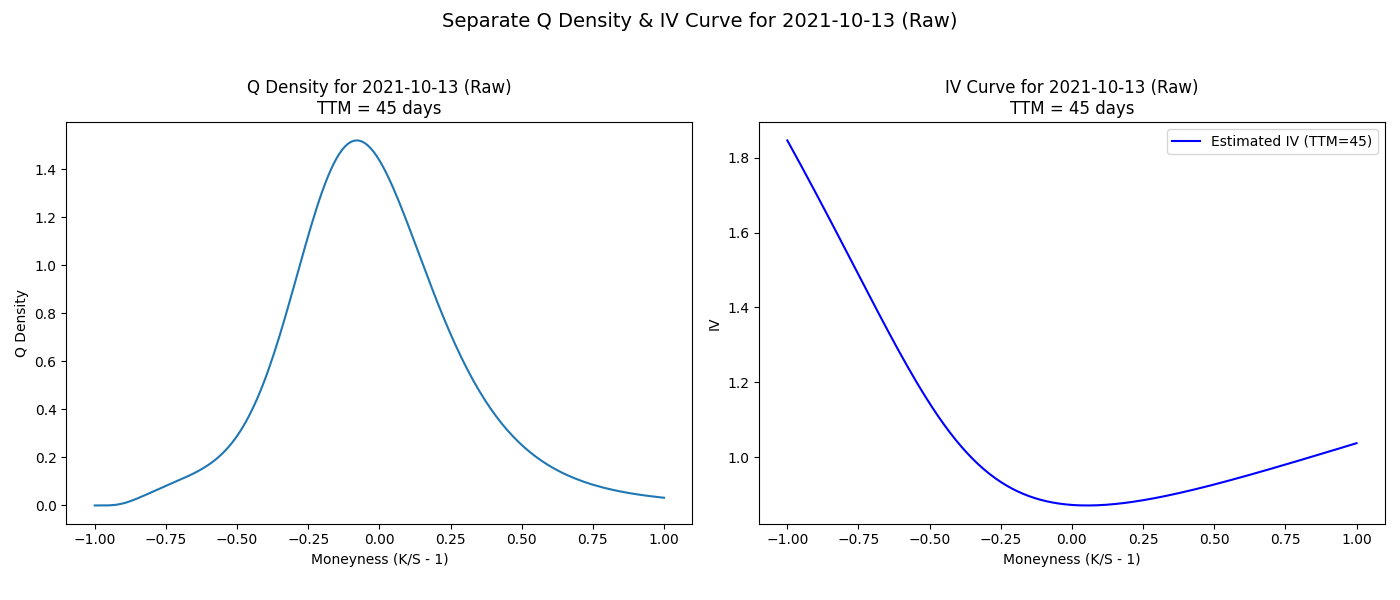 Separate Q Density & IV Curve for 2021-10-13 (Raw)
Q Density for 2021-10-13 (Raw)
TTM = 45 days
Q Density
1.4
1.2
1.0
0.8
0.6
0.4
0.2
0.0
−1.00 −0.75 −0.50 −0.25 0.00 0.25 0.50 0.75 1.00
Moneyness (K/S - 1)
IV Curve for 2021-10-13 (Raw)
TTM = 45 days
Estimated IV (TTM=45)
IV
1.8
1.6
1.4
1.2
1.0
−1.00 −0.75 −0.50 −0.25 0.00 0.25 0.50 0.75 1.00
Moneyness (K/S - 1)